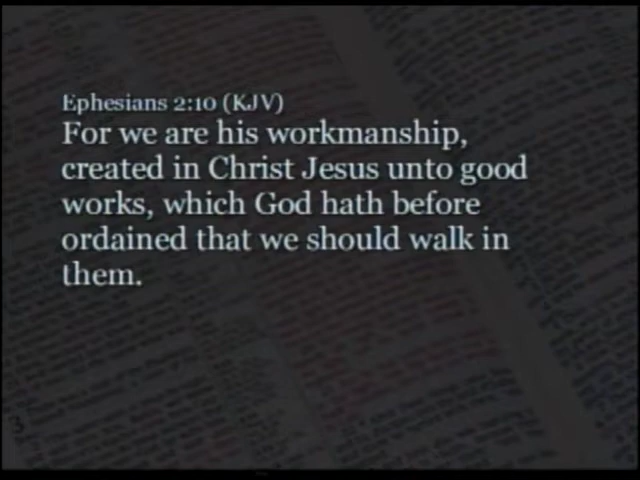 Ephesians 2:10 (KJV)
For we are his workmanship,
created in Christ Jesus unto good
works, which God hath before
ordained that we should walk in
them.